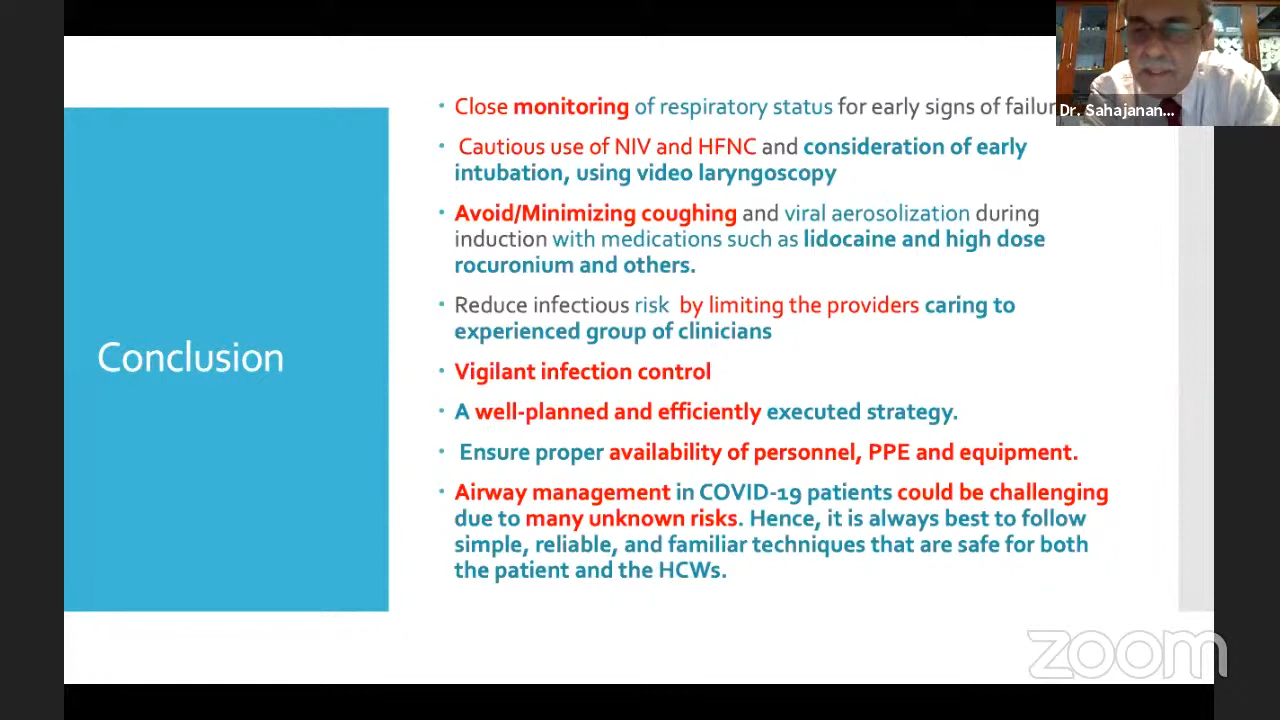 Close monitoring of respiratory status for early signs of failur
Dr. Sahajanan...
Cautious use of NIV and HFNC and consideration of early
intubation, using video laryngoscopy
Avoid/Minimizing coughing and viral aerosolization during
induction with medications such as lidocaine and high dose
rocuronium and others.
Reduce infectious risk by limiting the providers caring to
experienced group of clinicians
Conclusion
Vigilant infection control
A well-planned and efficiently executed strategy.
Ensure proper availability of personnel, PPE and equipment.
Airway management in COVID-19 patients could be challenging
due to many unknown risks. Hence, it is always best to follow
simple, reliable, and familiar techniques that are safe for both
the patient and the HCWs.
zoom